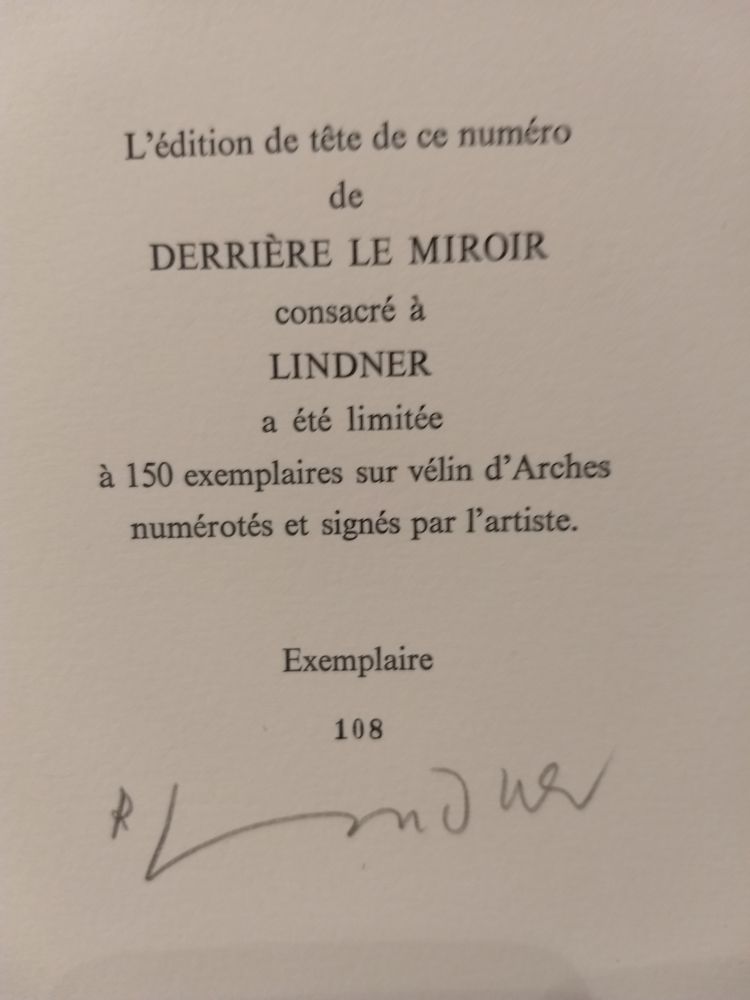 L'édition de tête de ce numéro
de
DERRIÈRE LE MIROIR
consacré à
LINDNER
a été limitée
à 150 exemplaires sur vélin d'Arches
numérotés et signés par l'artiste.
Exemplaire
108
R Lindner